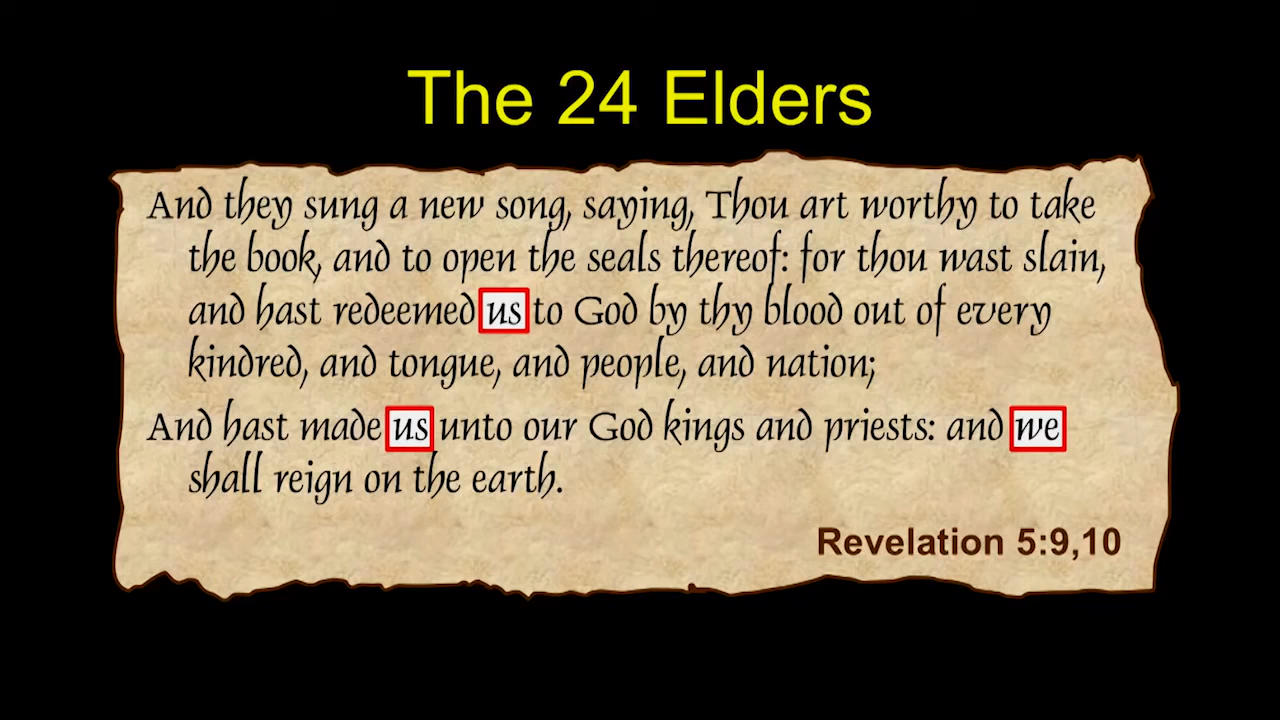 The 24 Elders
And they sung a new song, saying, Thou art worthy to take
the book, and to open the seals thereof: for thou wast slain,
and hast redeemed us to God by thy blood out of every
kindred, and tongue, and people, and nation;
And hast made us unto our God kings and priests: and we
shall reign on the earth.
Revelation 5:9,10